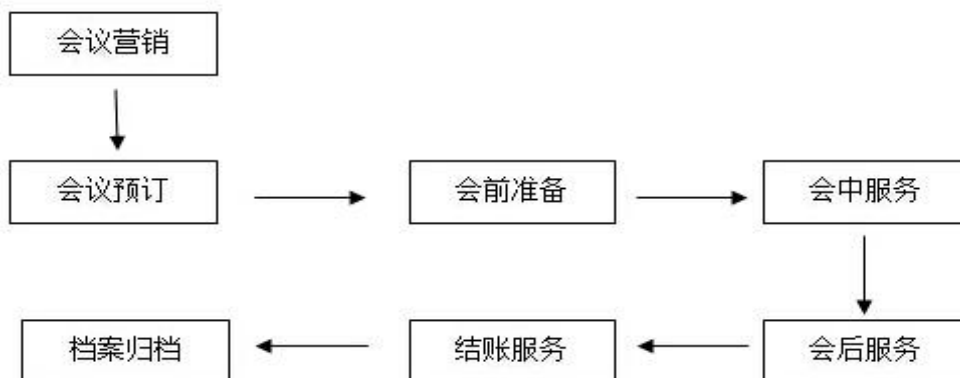 会议营销
会议预订
会前准备
会中服务
会后服务
结账服务
档案归档